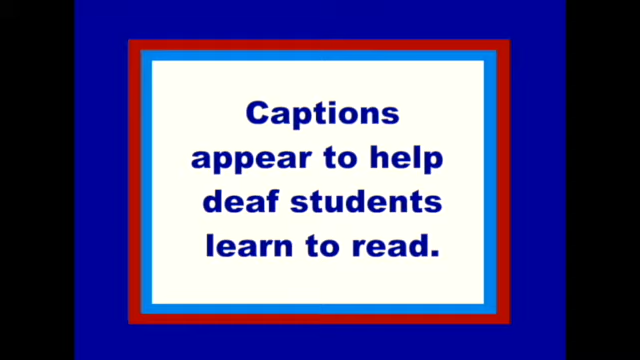 Captions
appear to help
deaf students
learn to read.